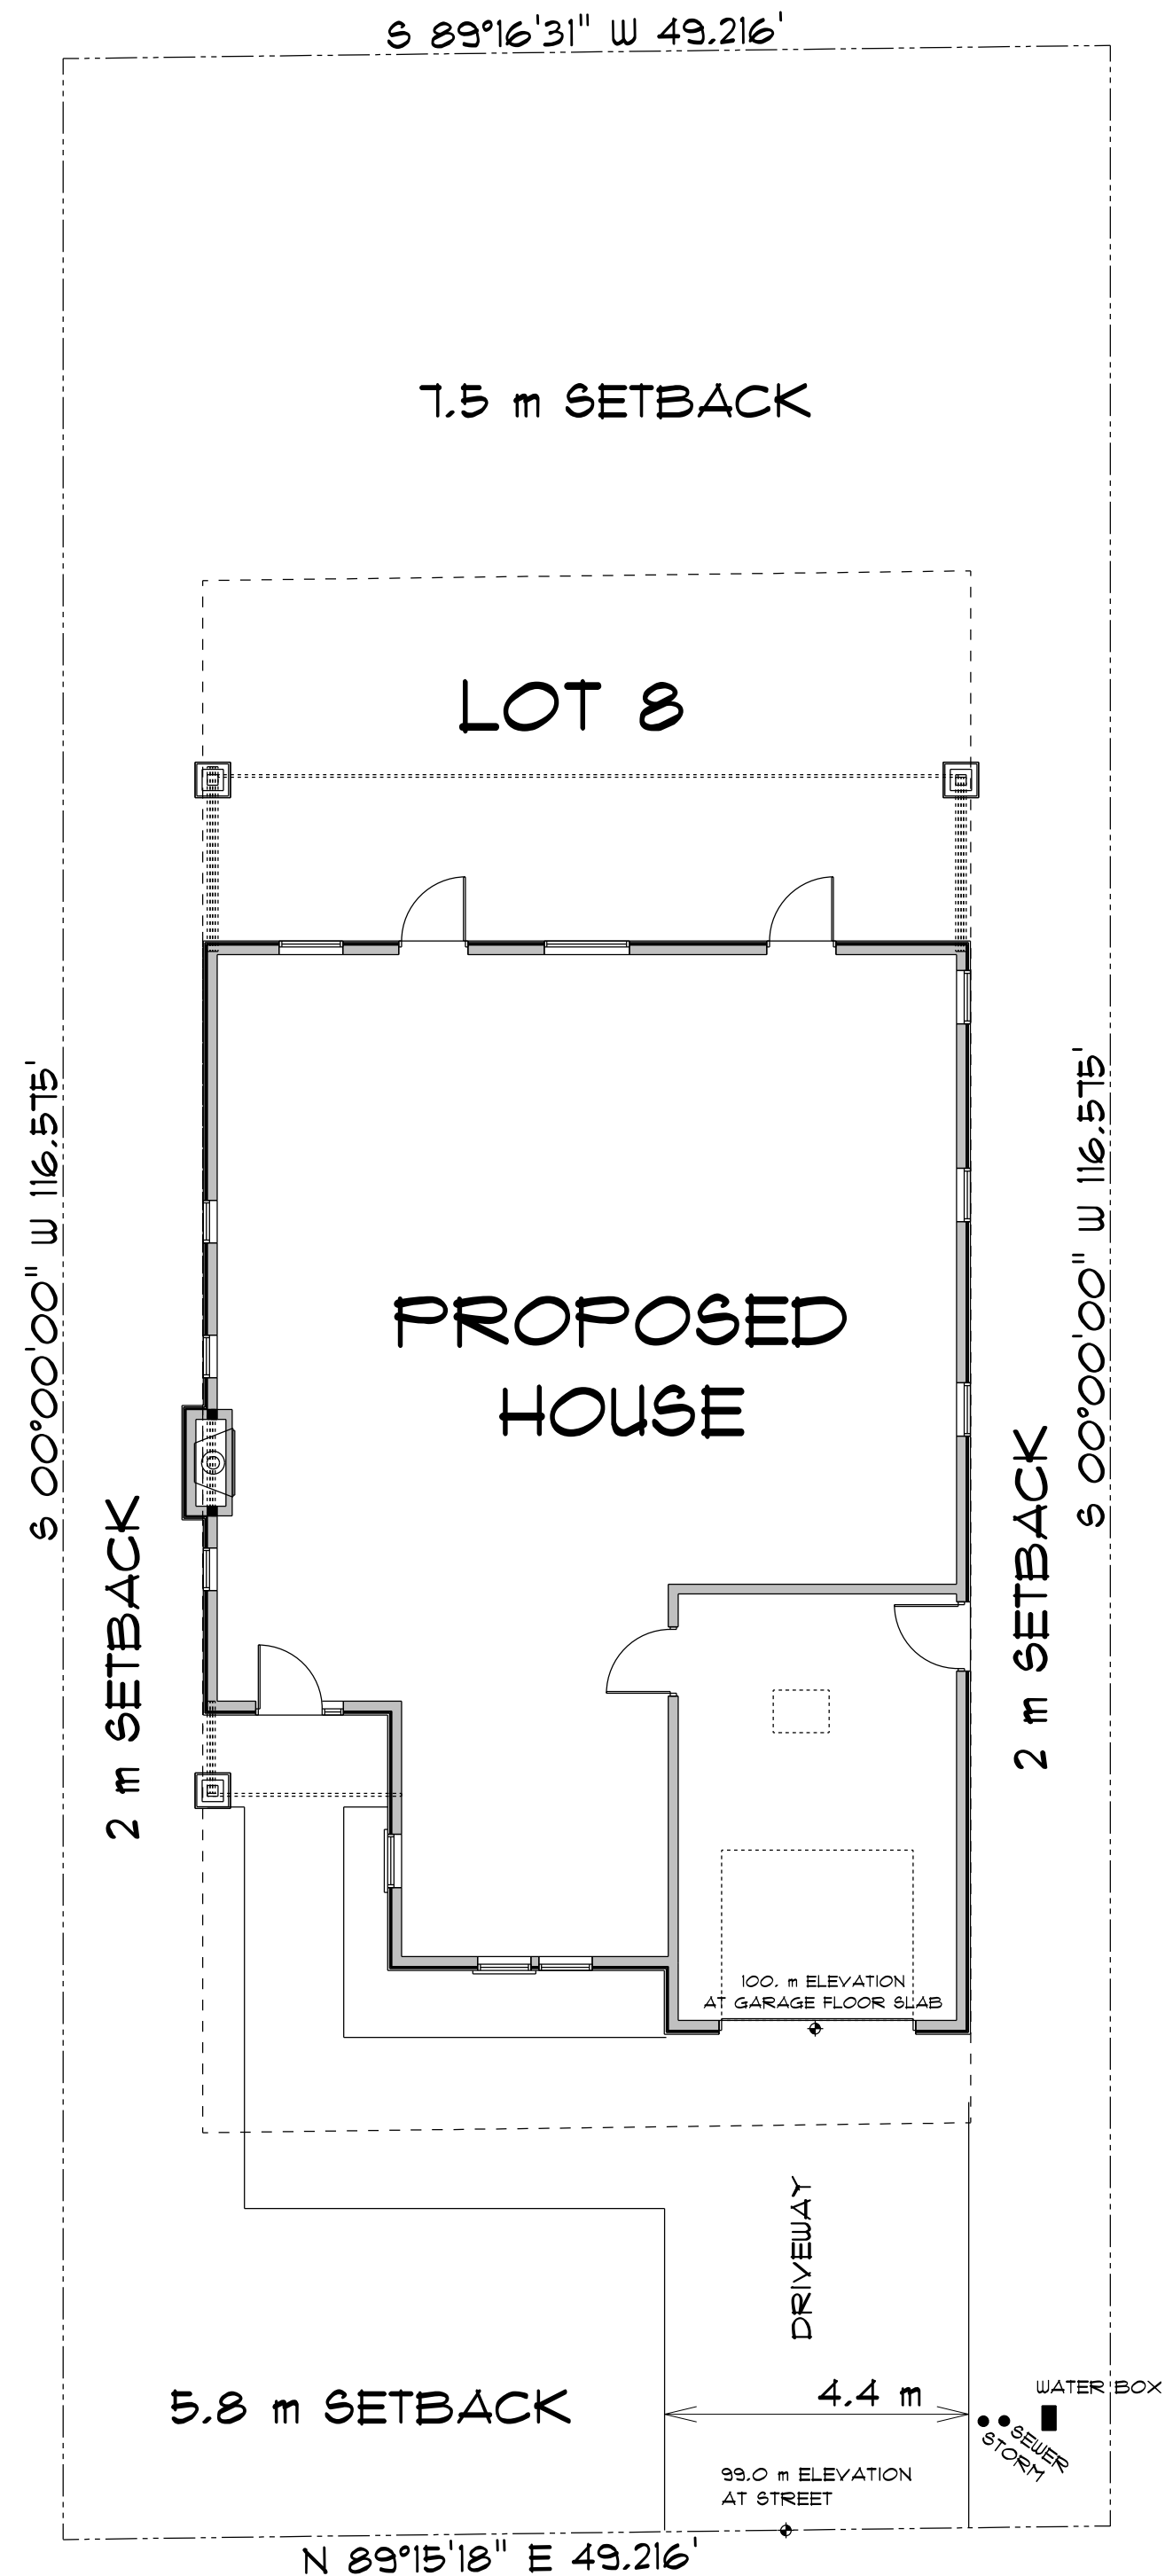 S 89°16'31" W 49.216'
7.5 m SETBACK
LOT 8
S 00°00'00" W 116.575'
S 00°00'00" W 116.575'
PROPOSED
HOUSE
2 m SETBACK
2 m SETBACK
100. m ELEVATION
AT GARAGE FLOOR SLAB
DRIVEWAY
5.8 m SETBACK
4.4 m
WATER BOX
SEWER
STORM
99.0 m ELEVATION
AT STREET
N 89°15'18" E 49.216'